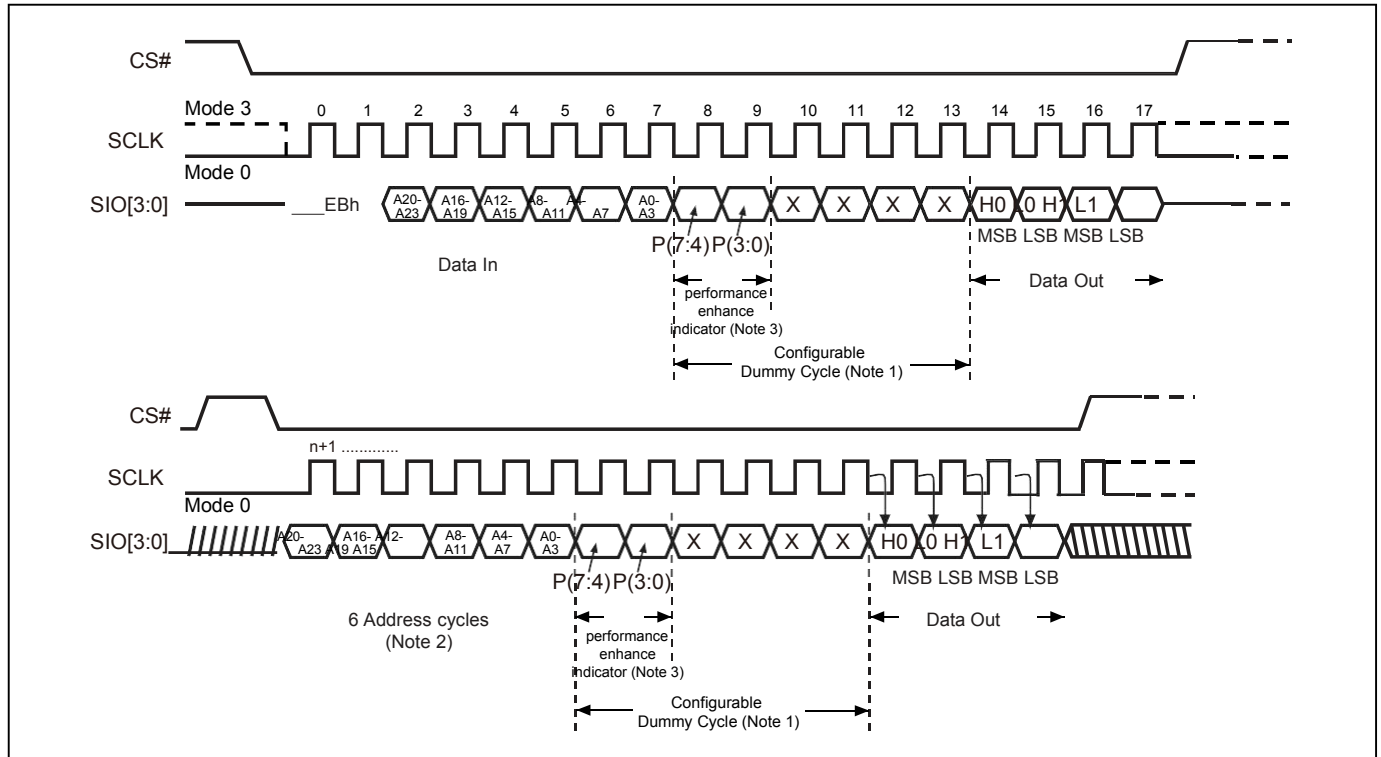 CS#
Mode 3
0 1 2 3 4 5 6 7 8 9 10 11 12 13 14 15 16 17
SCLK
Mode 0
SIO[3:0]
___EBh
A20-
A23
A16-
A19
A12-
A15
A8-
A11
A4-
A7
A0-
A3
X X X X H0 L0 H1 L1
P(7:4) P(3:0)
MSB LSB MSB LSB
Data In
Data Out
performance
enhance
indicator (Note 3)
Configurable
Dummy Cycle (Note 1)
CS#
n+1 .............
SCLK
Mode 0
SIO[3:0]
A20-
A23
A16-
A19
A12-
A15
A8-
A11
A4-
A7
A0-
A3
X X X X H0 L0 H1 L1
P(7:4) P(3:0)
MSB LSB MSB LSB
6 Address cycles
(Note 2)
Data Out
performance
enhance
indicator (Note 3)
Configurable
Dummy Cycle (Note 1)